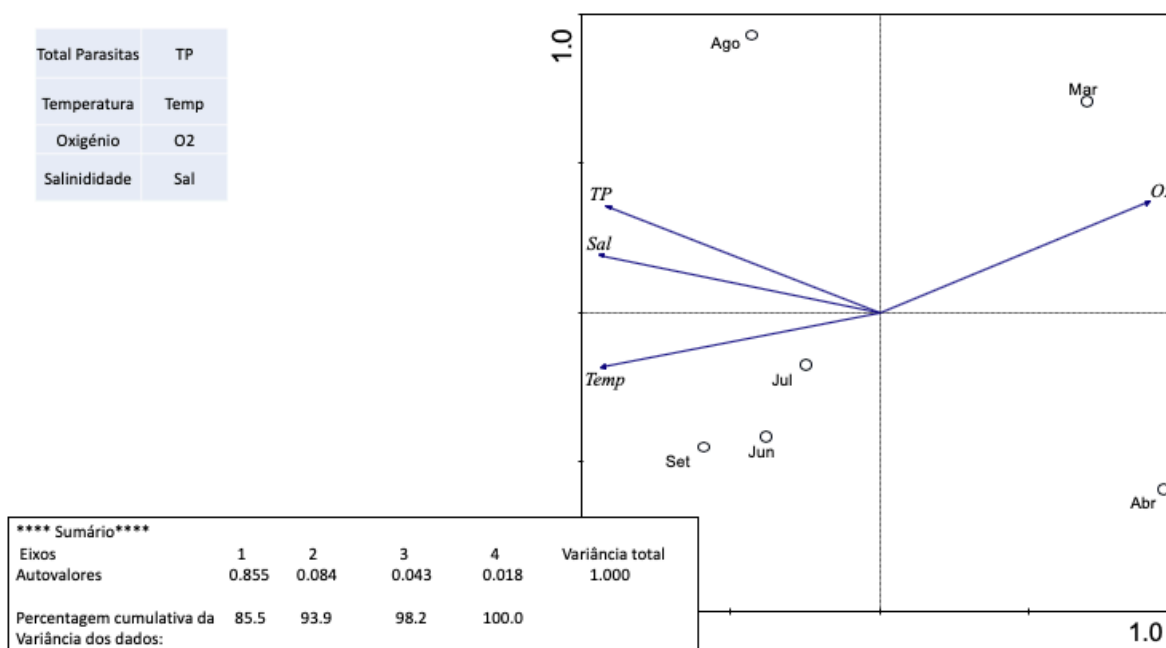 Total Parasitas TP
Temperatura Temp
Oxigénio O2
Salinididade Sal
1.0
Ago
Mar
TP
Sal
Temp
Jul
Jun
Set
Abr
1.0
**** Sumário****
Eixos 1 2 3 4 Variância total
Autovalores 0.855 0.084 0.043 0.018 1.000
Percentagem cumulativa da 85.5 93.9 98.2 100.0
Variância dos dados: